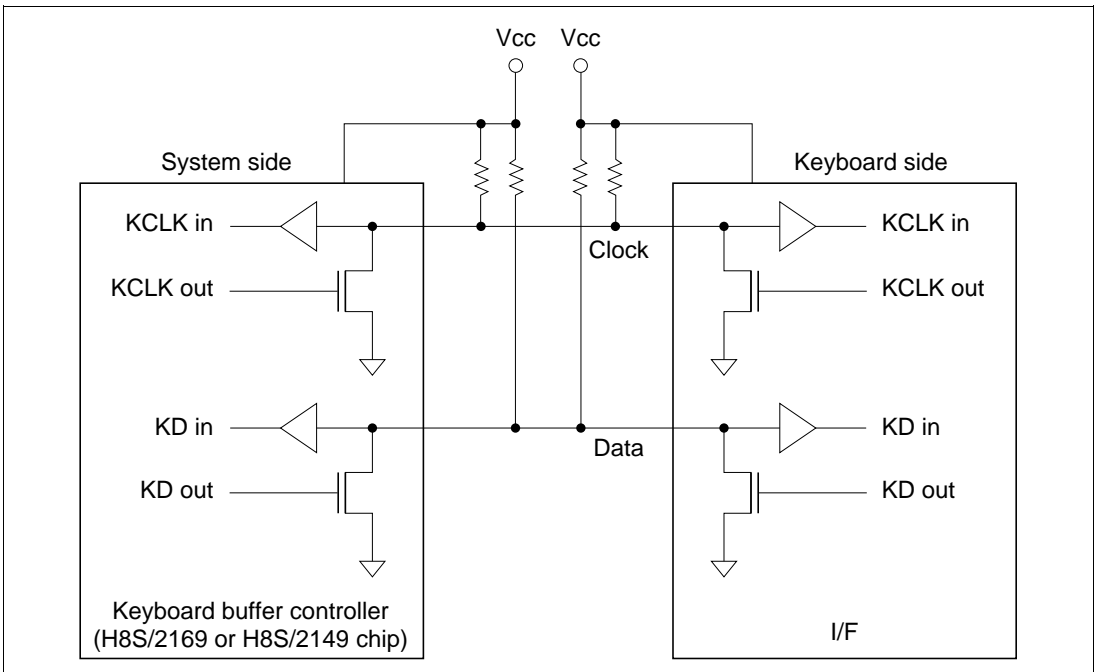 Vcc Vcc
System side
Keyboard side
KCLK in
KCLK in
Clock
KCLK out
KCLK out
KD in
KD in
Data
KD out
KD out
Keyboard buffer controller
(H8S/2169 or H8S/2149 chip)
I/F